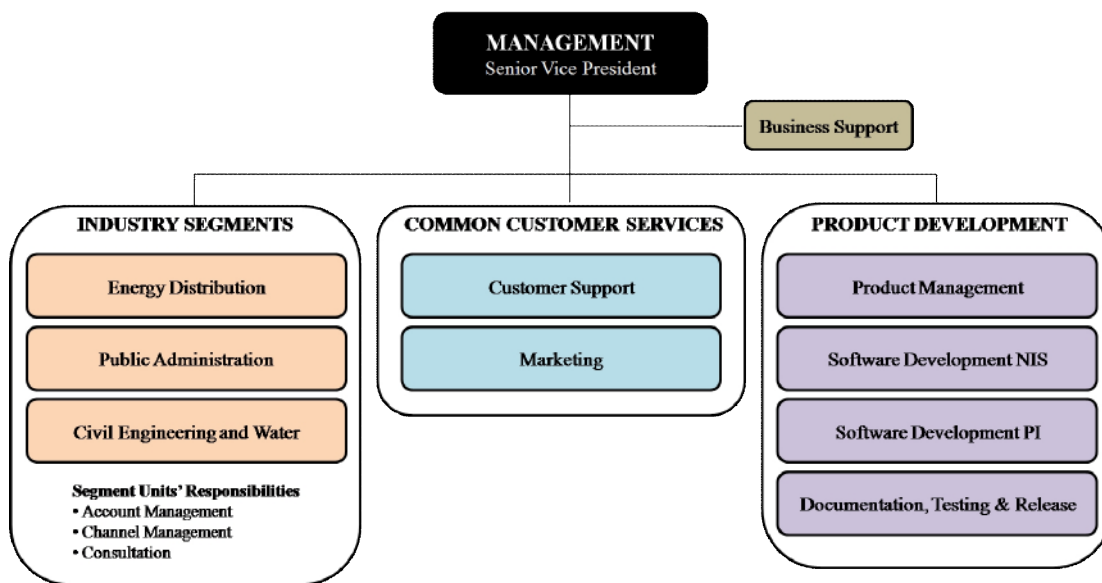 MANAGEMENT
Senior Vice President
Business Support
INDUSTRY SEGMENTS
Energy Distribution
Public Administration
Civil Engineering and Water
Segment Units' Responsibilities
• Account Management
• Channel Management
• Consultation
COMMON CUSTOMER SERVICES
Customer Support
Marketing
PRODUCT DEVELOPMENT
Product Management
Software Development NIS
Software Development PI
Documentation, Testing & Release